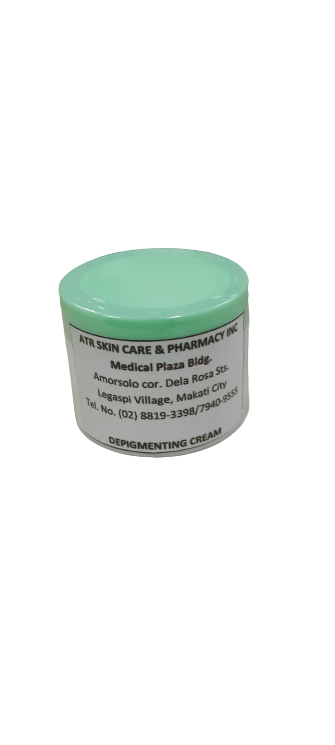 ATR SKIN CARE & PHARMACY INC
Medical Plaza Bldg.
Amorsolo cor. Dela Rosa Sts.
Legaspi Village, Makati City
Tel. No. (02) 8819-3398/7940-9555
DEPIGMENTING CREAM